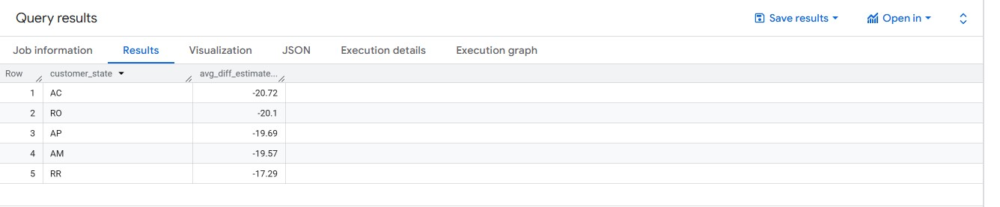 Query results Save results Open in
Job information Results Visualization JSON Execution details Execution graph
Row customer_state avg_diff_estimate...
1 AC -20.72
2 RO -20.1
3 AP -19.69
4 AM -19.57
5 RR -17.29